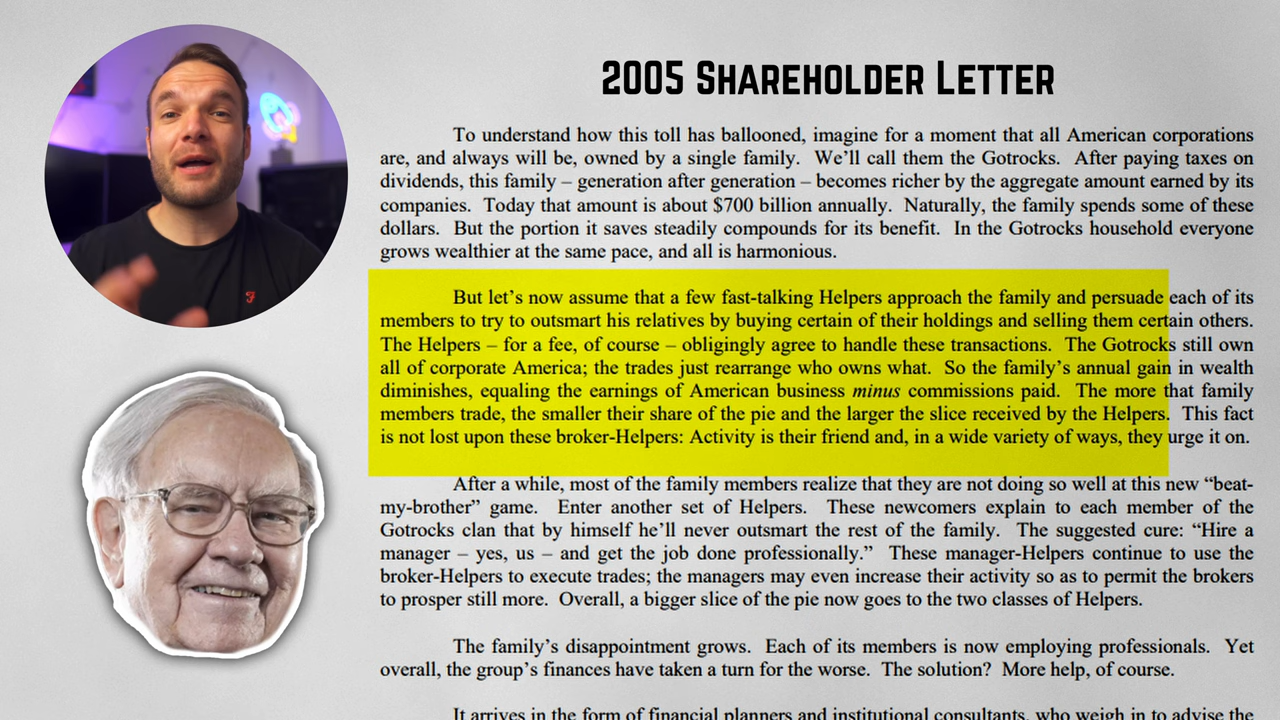 2005 Shareholder Letter
To understand how this toll has ballooned, imagine for a moment that all American corporations
are, and always will be, owned by a single family.  We’ll call them the Gotrocks.  After paying taxes on
dividends, this family – generation after generation – becomes richer by the aggregate amount earned by its
companies.  Today that amount is about $700 billion annually.  Naturally, the family spends some of these
dollars.  But the portion it saves steadily compounds for its benefit.  In the Gotrocks household everyone
grows wealthier at the same pace, and all is harmonious.
But let’s now assume that a few fast-talking Helpers approach the family and persuade each of its
members to try to outsmart his relatives by buying certain of their holdings and selling them certain others.
The Helpers – for a fee, of course – obligingly agree to handle these transactions.  The Gotrocks still own
all of corporate America; the trades just rearrange who owns what.  So the family’s annual gain in wealth
diminishes, equaling the earnings of American business minus commissions paid.  The more that family
members trade, the smaller their share of the pie and the larger the slice received by the Helpers.  This fact
is not lost upon these broker-Helpers: Activity is their friend and, in a wide variety of ways, they urge it on.
After a while, most of the family members realize that they are not doing so well at this new “beat-
my-brother” game.  Enter another set of Helpers.  These newcomers explain to each member of the
Gotrocks clan that by himself he’ll never outsmart the rest of the family.  The suggested cure: “Hire a
manager – yes, us – and get the job done professionally.”  These manager-Helpers continue to use the
broker-Helpers to execute trades; the managers may even increase their activity so as to permit the brokers
to prosper still more.  Overall, a bigger slice of the pie now goes to the two classes of Helpers.
The family’s disappointment grows.  Each of its members is now employing professionals.  Yet
overall, the group’s finances have taken a turn for the worse.  The solution?  More help, of course.
It arrives in the form of financial planners and institutional consultants, who weigh in to advise the